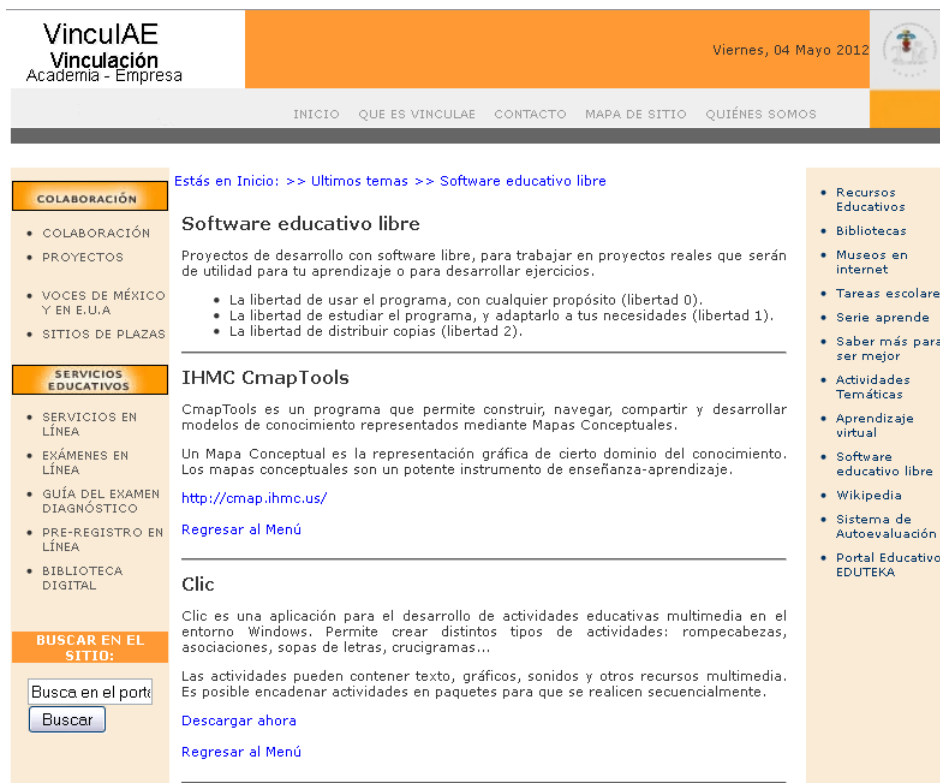 VinculAE
Vinculación
Academia - Empresa
Viernes, 04 Mayo 2012
INICIO QUE ES VINCULAE CONTACTO MAPA DE SITIO QUIÉNES SOMOS
COLABORACIÓN
• COLABORACIÓN
• PROYECTOS
• VOCES DE MÉXICO
Y EN E.U.A
• SITIOS DE PLAZAS
SERVICIOS
EDUCATIVOS
• SERVICIOS EN
LÍNEA
• EXÁMENES EN
LÍNEA
• GUÍA DEL EXAMEN
DIAGNÓSTICO
• PRE-REGISTRO EN
LÍNEA
• BIBLIOTECA
DIGITAL
BUSCAR EN EL
SITIO:
Busca en el porta
Buscar
Estás en Inicio: >> Ultimos temas >> Software educativo libre
Software educativo libre
Proyectos de desarrollo con software libre, para trabajar en proyectos reales que serán
de utilidad para tu aprendizaje o para desarrollar ejercicios.
• La libertad de usar el programa, con cualquier propósito (libertad 0).
• La libertad de estudiar el programa, y adaptarlo a tus necesidades (libertad 1).
• La libertad de distribuir copias (libertad 2).
IHMC CmapTools
CmapTools es un programa que permite construir, navegar, compartir y desarrollar
modelos de conocimiento representados mediante Mapas Conceptuales.
Un Mapa Conceptual es la representación gráfica de cierto dominio del conocimiento.
Los mapas conceptuales son un potente instrumento de enseñanza-aprendizaje.
http://cmap.ihmc.us/
Regresar al Menú
Clic
Clic es una aplicación para el desarrollo de actividades educativas multimedia en el
entorno Windows. Permite crear distintos tipos de actividades: rompecabezas,
asociaciones, sopas de letras, crucigramas...
Las actividades pueden contener texto, gráficos, sonidos y otros recursos multimedia.
Es posible encadenar actividades en paquetes para que se realicen secuencialmente.
Descargar ahora
Regresar al Menú
• Recursos
Educativos
• Bibliotecas
• Museos en
internet
• Tareas escolare
• Serie aprende
• Saber más para
ser mejor
• Actividades
Temáticas
• Aprendizaje
virtual
• Software
educativo libre
• Wikipedia
• Sistema de
Autoevaluación
• Portal Educativo
EDUTEKA